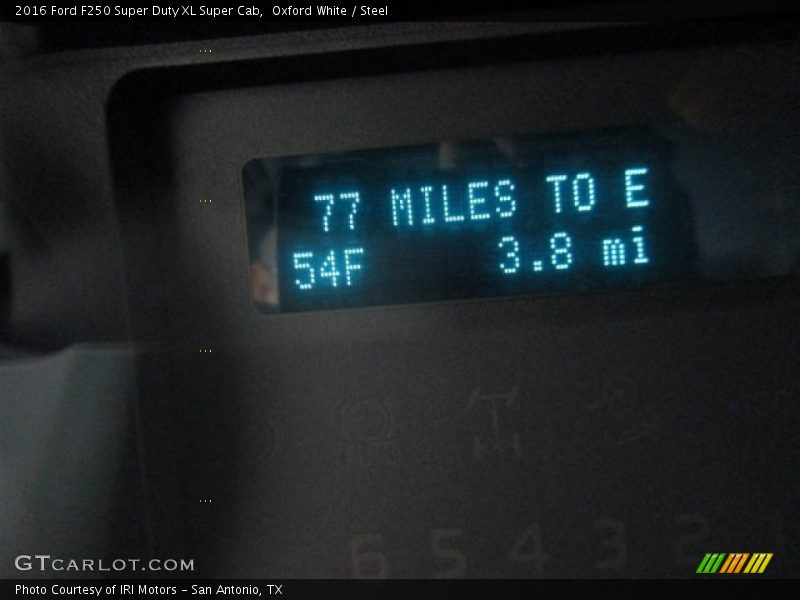 2016 Ford F250 Super Duty XL Super Cab,  Oxford White / Steel
77 MILES TO E
54F 3.8 mi
6 5 4 3 2
GTCARLOT.COM
Photo Courtesy of IRI Motors - San Antonio, TX